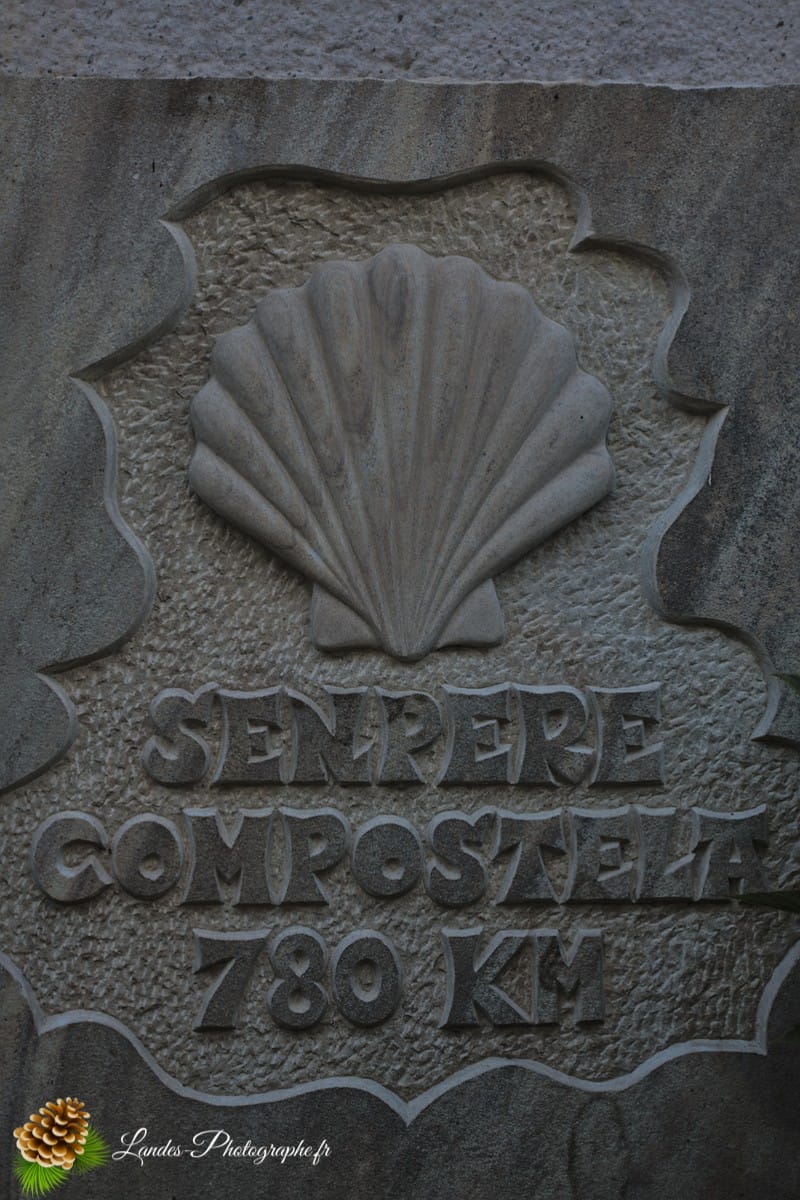 SENPERE
COMPOSTELA
780 KM
Landes-Photographe.fr